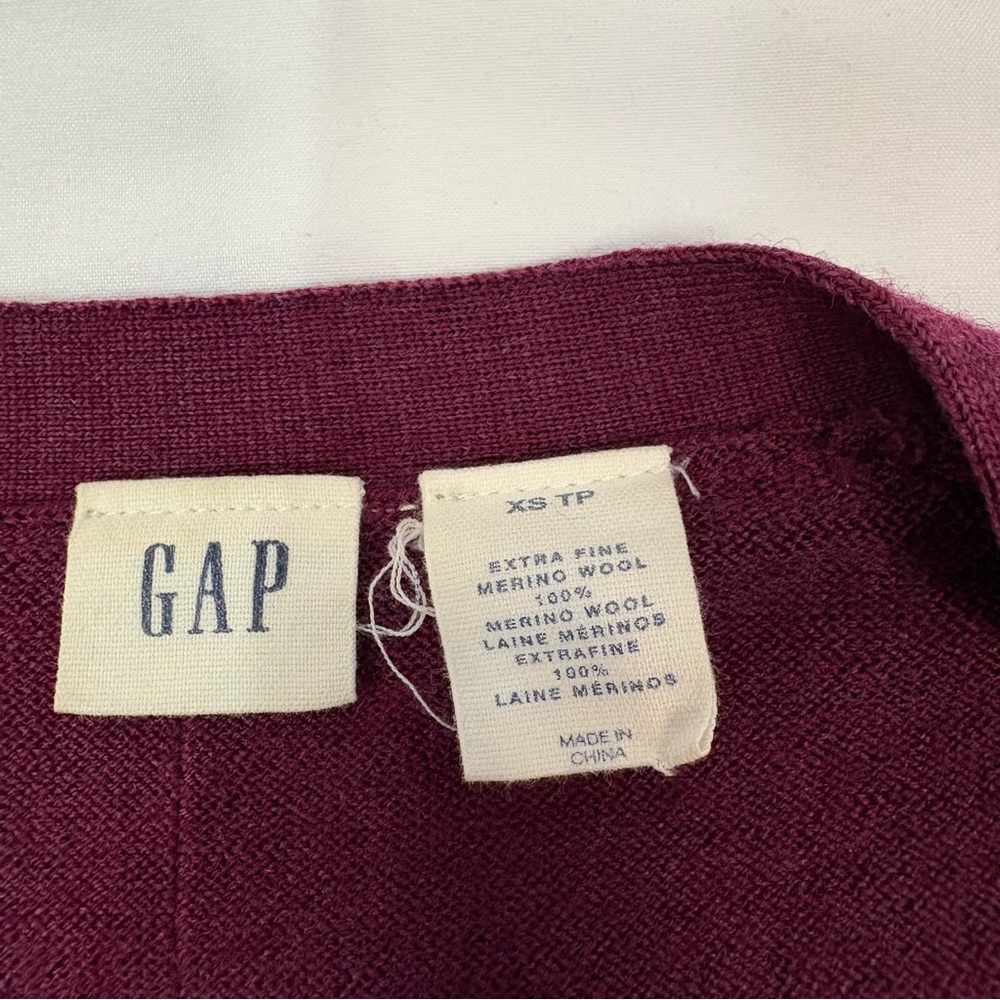 GAP
XS TP
EXTRA FINE
MERINO WOOL
100%
MERINO WOOL
LAINE MÉRINOS
EXTRAFINE
100%
LAINE MÉRINOS
MADE IN
CHINA